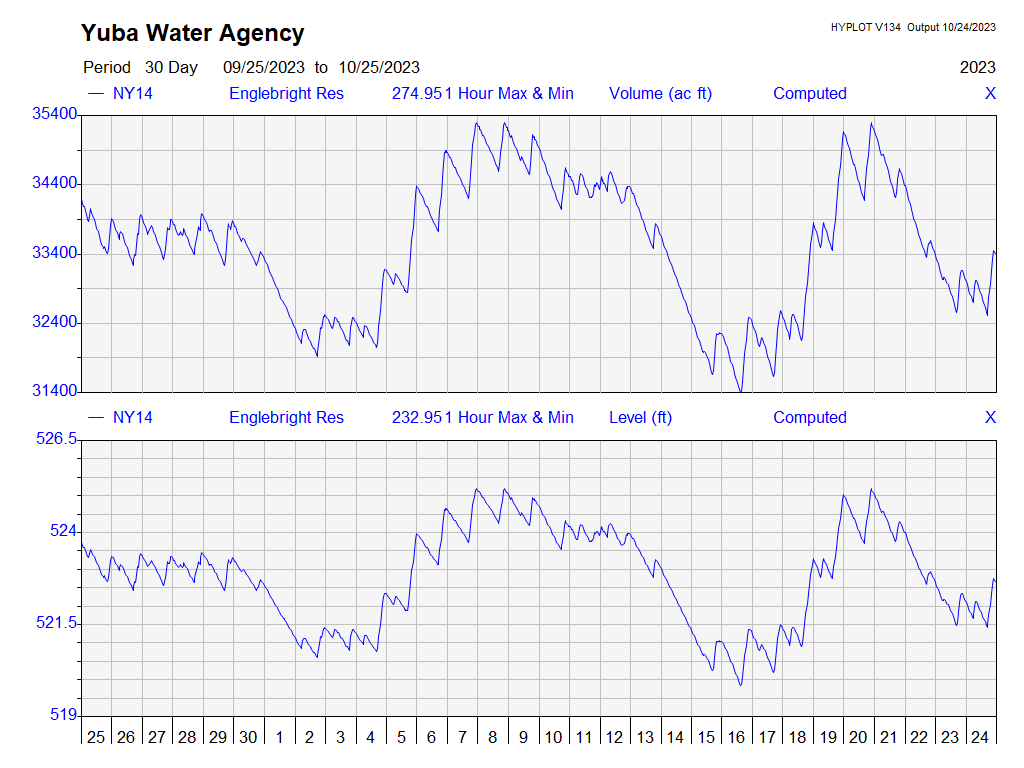 Yuba Water Agency
HYPLOT V134 Output 10/24/2023
Period 30 Day 09/25/2023 to 10/25/2023
2023
NY14 Englebright Res 274.951 Hour Max & Min Volume (ac ft) Computed X
35400
34400
33400
32400
31400
NY14 Englebright Res 232.951 Hour Max & Min Level (ft) Computed X
526.5
524
521.5
519
25 26 27 28 29 30 1 2 3 4 5 6 7 8 9 10 11 12 13 14 15 16 17 18 19 20 21 22 23 24